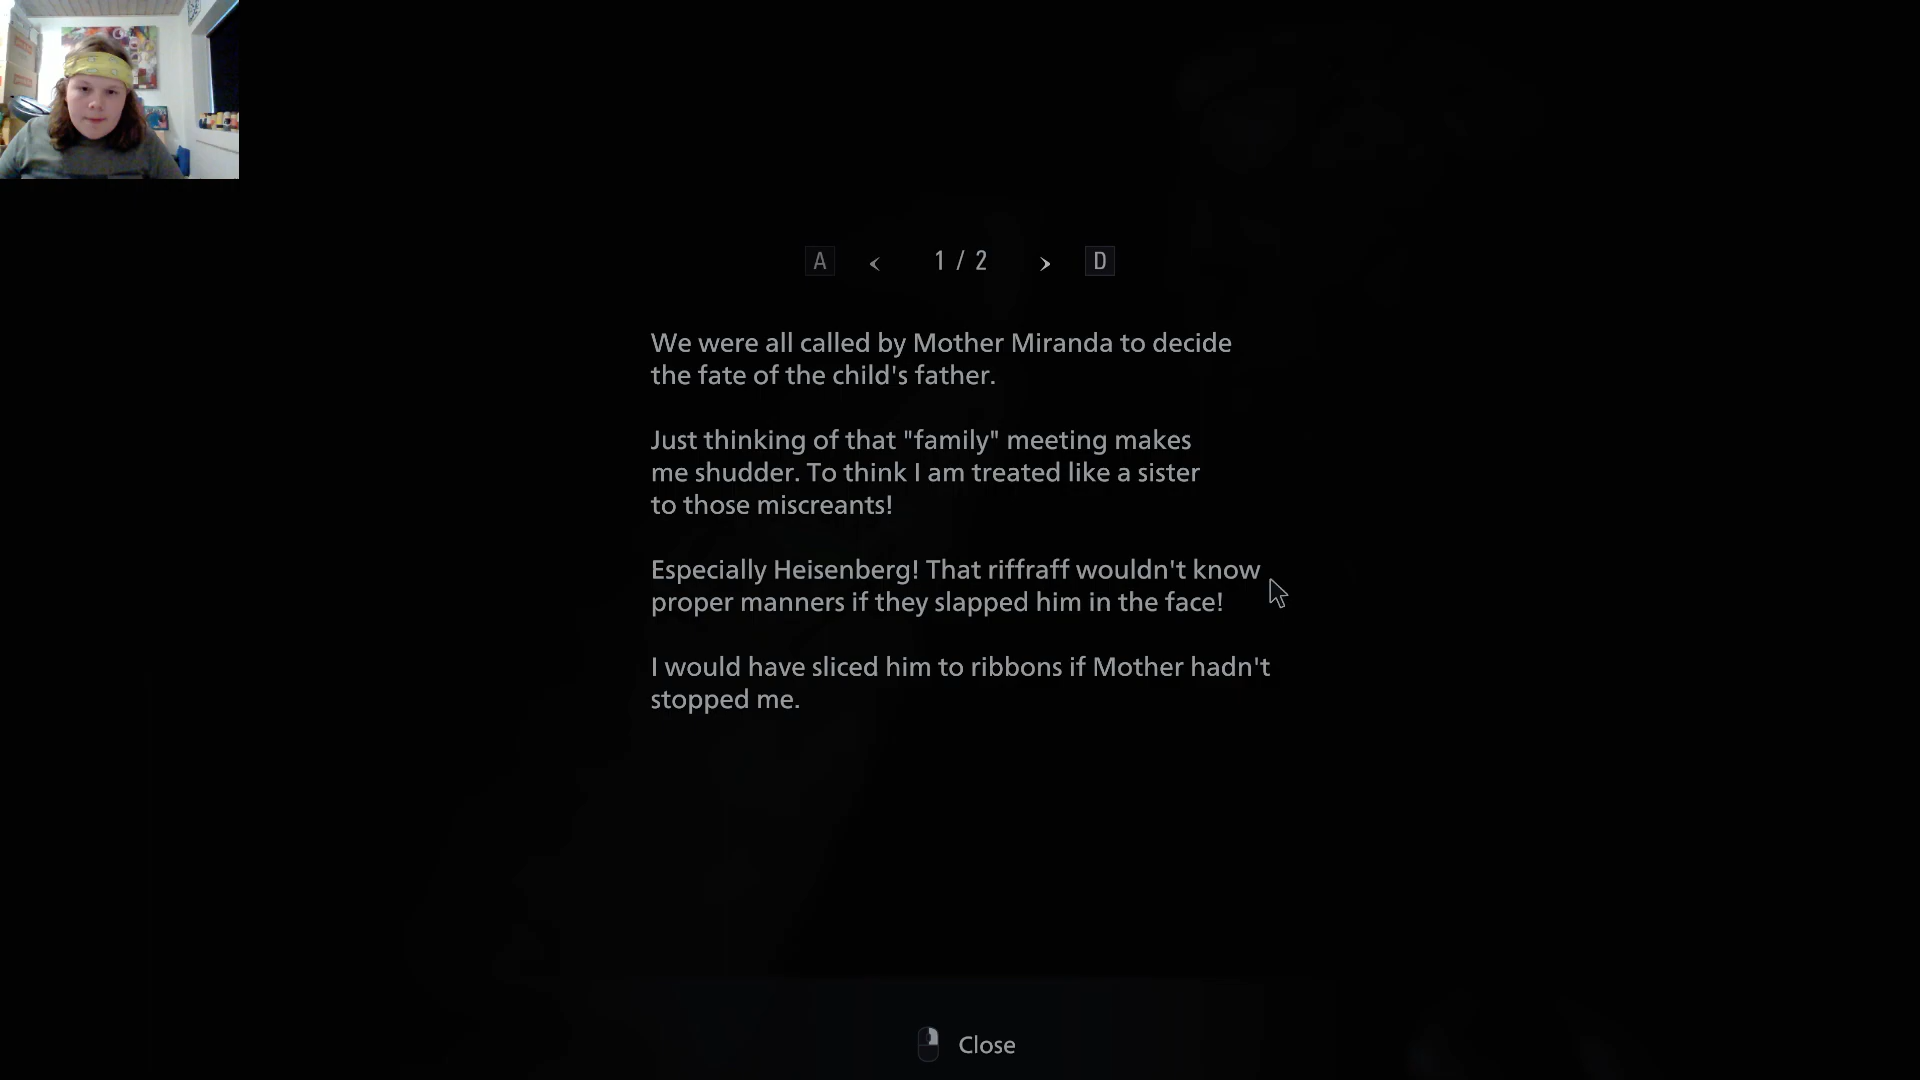 A < 1 / 2 > D
We were all called by Mother Miranda to decide
the fate of the child's father.
Just thinking of that "family" meeting makes
me shudder. To think I am treated like a sister
to those miscreants!
Especially Heisenberg! That riffraff wouldn't know
proper manners if they slapped him in the face!
I would have sliced him to ribbons if Mother hadn't
stopped me.
Close